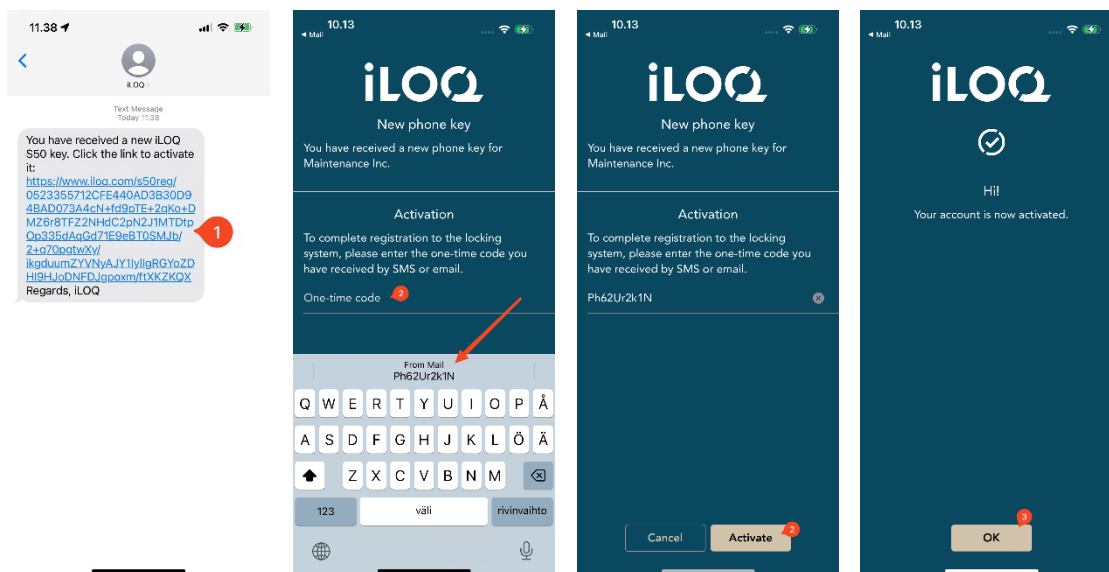 11.38
iLOQ
Text Message
Today 11.38
You have received a new iLOQ
S50 key. Click the link to activate
it:
https://www.iloq.com/s50reg/
0523355712CFE440AD3B30D9
4BAD073A4cN+fd9pTE+2qKo+D
MZ6r8TFZ2NHdC2pN2J1MTDtp
Op335dAqGd71E9eBT0SMJb/
2+q70pqtwXy/
ikgduumZYVNyAJY1IyllgRGYoZD
HI9HJoDNFDJgpoxm/ftXKZKQX
Regards, iLOQ
1
10.13
Mail
iLOQ
New phone key
You have received a new phone key for
Maintenance Inc.
Activation
To complete registration to the locking
system, please enter the one-time code you
have received by SMS or email.
One-time code
2
From Mail
Ph62Ur2k1N
Q W E R T Y U I O P Å
A S D F G H J K L Ö Ä
Z X C V B N M
123 väli rivinvaihto
10.13
Mail
iLOQ
New phone key
You have received a new phone key for
Maintenance Inc.
Activation
To complete registration to the locking
system, please enter the one-time code you
have received by SMS or email.
Ph62Ur2k1N
Cancel
Activate
2
10.13
Mail
iLOQ
Hi!
Your account is now activated.
3
OK